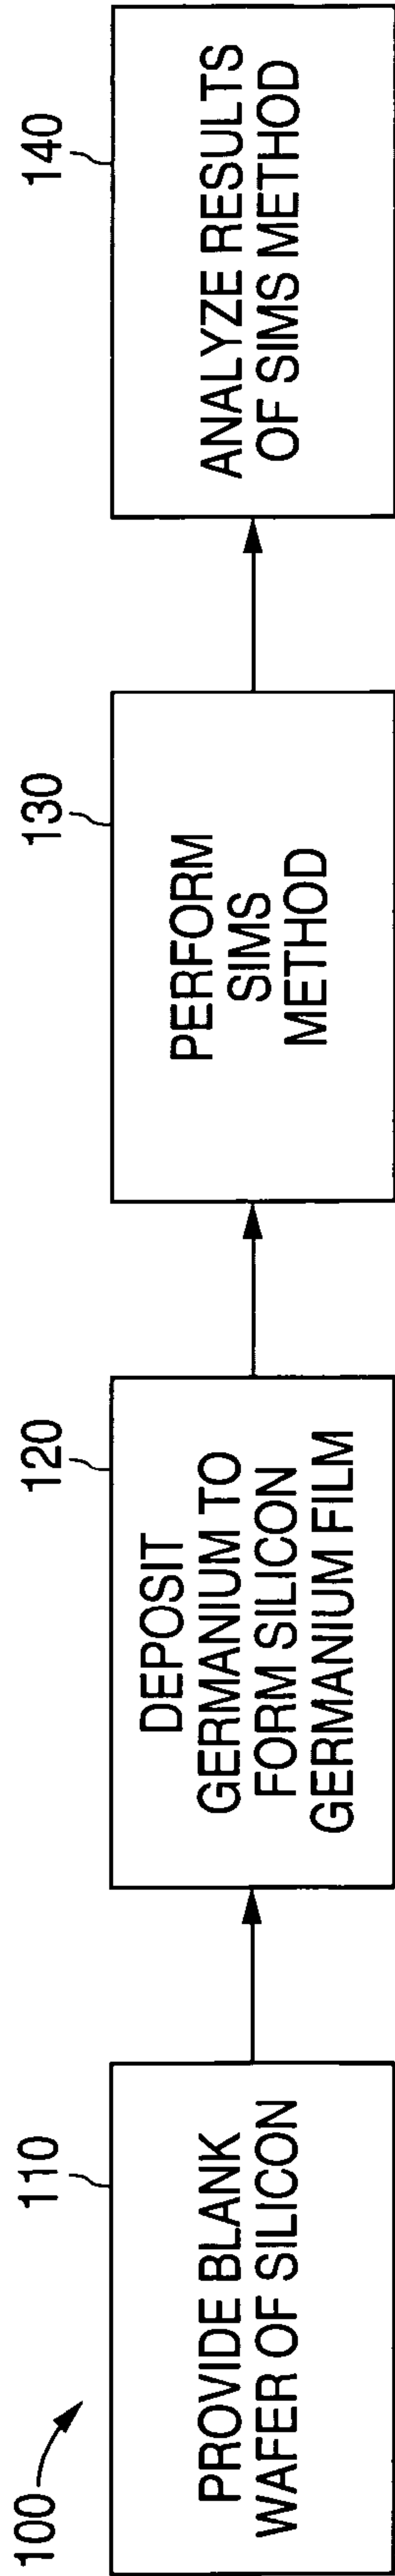 100
110
PROVIDE BLANK
WAFER OF SILICON
120
DEPOSIT
GERMANIUM TO
FORM SILICON
GERMANIUM FILM
130
PERFORM
SIMS
METHOD
140
ANALYZE RESULTS
OF SIMS METHOD